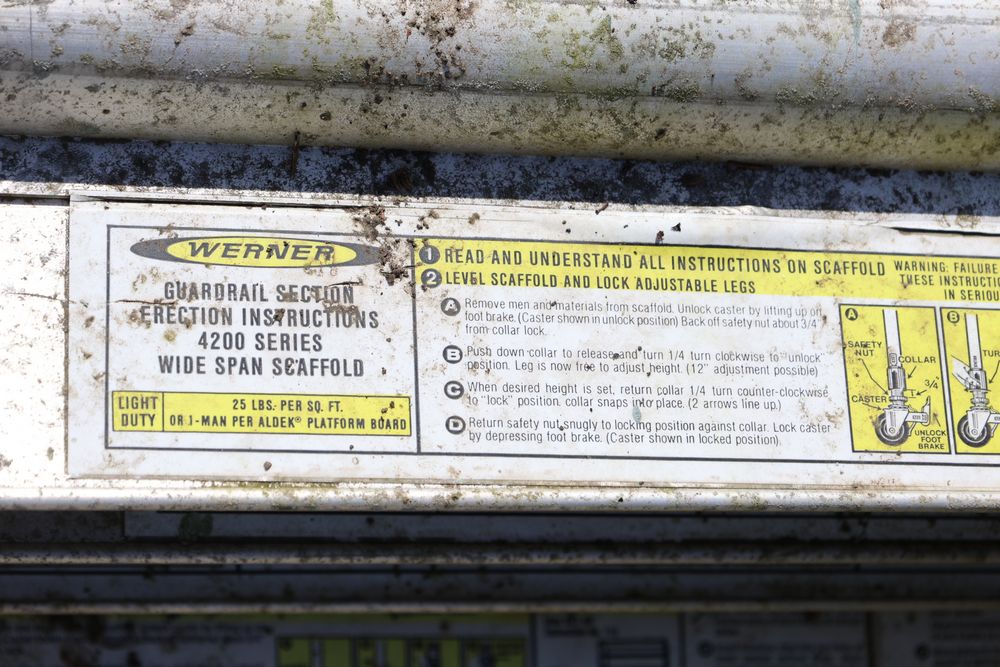 WERNER
GUARDRAIL SECTION
ERECTION INSTRUCTIONS
4200 SERIES
WIDE SPAN SCAFFOLD
LIGHT DUTY
25 LBS. PER SQ. FT.
OR 1-MAN PER ALDEK® PLATFORM BOARD
1 READ AND UNDERSTAND ALL INSTRUCTIONS ON SCAFFOLD
2 LEVEL SCAFFOLD AND LOCK ADJUSTABLE LEGS
WARNING: FAILURE
THESE INSTRUCTI
IN SERIOU
A Remove men and materials from scaffold. Unlock caster by lifting up on
foot brake. (Caster shown in unlock position) Back off safety nut about 3/4
from collar lock.
B Push down collar to release and turn 1/4 turn clockwise to "unlock"
position. Leg is now free to adjust height. (12" adjustment possible)
C When desired height is set, return collar 1/4 turn counter-clockwise
to "lock" position. collar snaps into place. (2 arrows line up.)
D Return safety nut snugly to locking position against collar. Lock caster
by depressing foot brake. (Caster shown in locked position)
A
SAFETY
NUT
COLLAR
3/4
CASTER
UNLOCK
FOOT
BRAKE
B
TUR